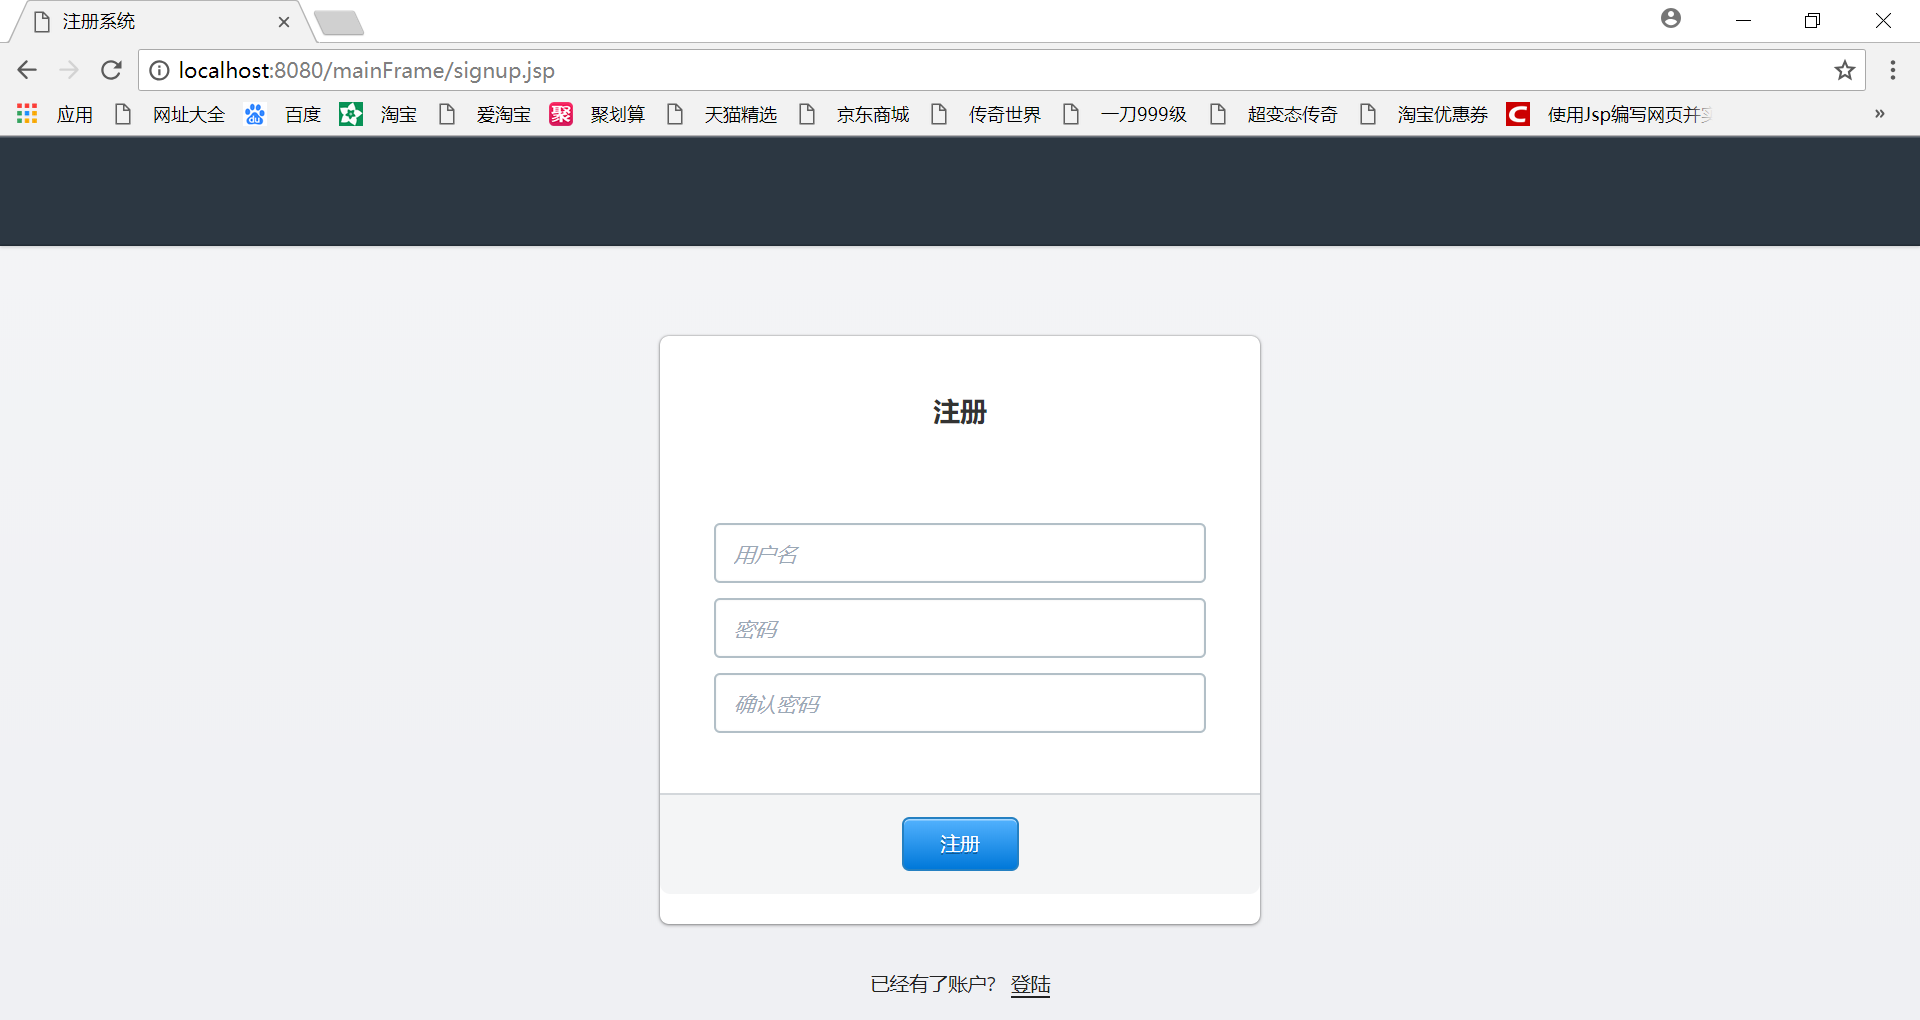 注册系统
localhost:8080/mainFrame/signup.jsp
应用 网址大全 百度 淘宝 爱淘宝 聚划算 天猫精选 京东商城 传奇世界 一刀999级 超变态传奇 淘宝优惠券 使用Jsp编写网页并实 »
注册
用户名
密码
确认密码
注册
已经有了账户? 登陆